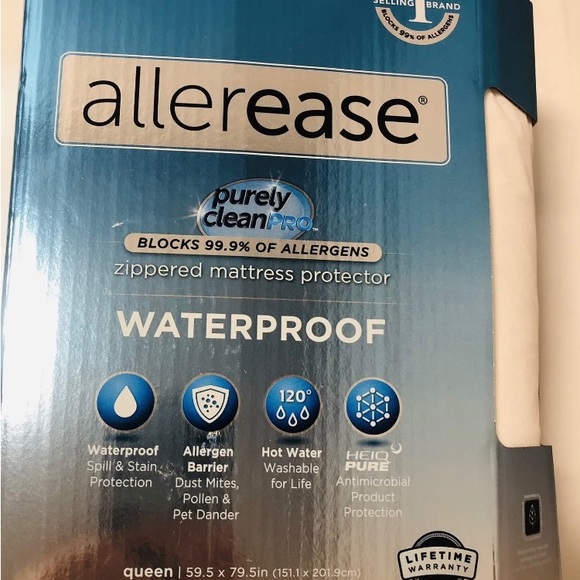 SELLING 1 BRAND
BLOCKS 99% OF ALLERGENS
allerease®
purely
cleanPRO™
BLOCKS 99.9% OF ALLERGENS
zippered mattress protector
WATERPROOF
120°
Waterproof
Spill & Stain
Protection
Allergen
Barrier
Dust Mites,
Pollen &
Pet Dander
Hot Water
Washable
for Life
HEIQ
PURE
Antimicrobial
Product
Protection
LIFETIME
WARRANTY
queen | 59.5 x 79.5in (151.1 x 201.9cm)